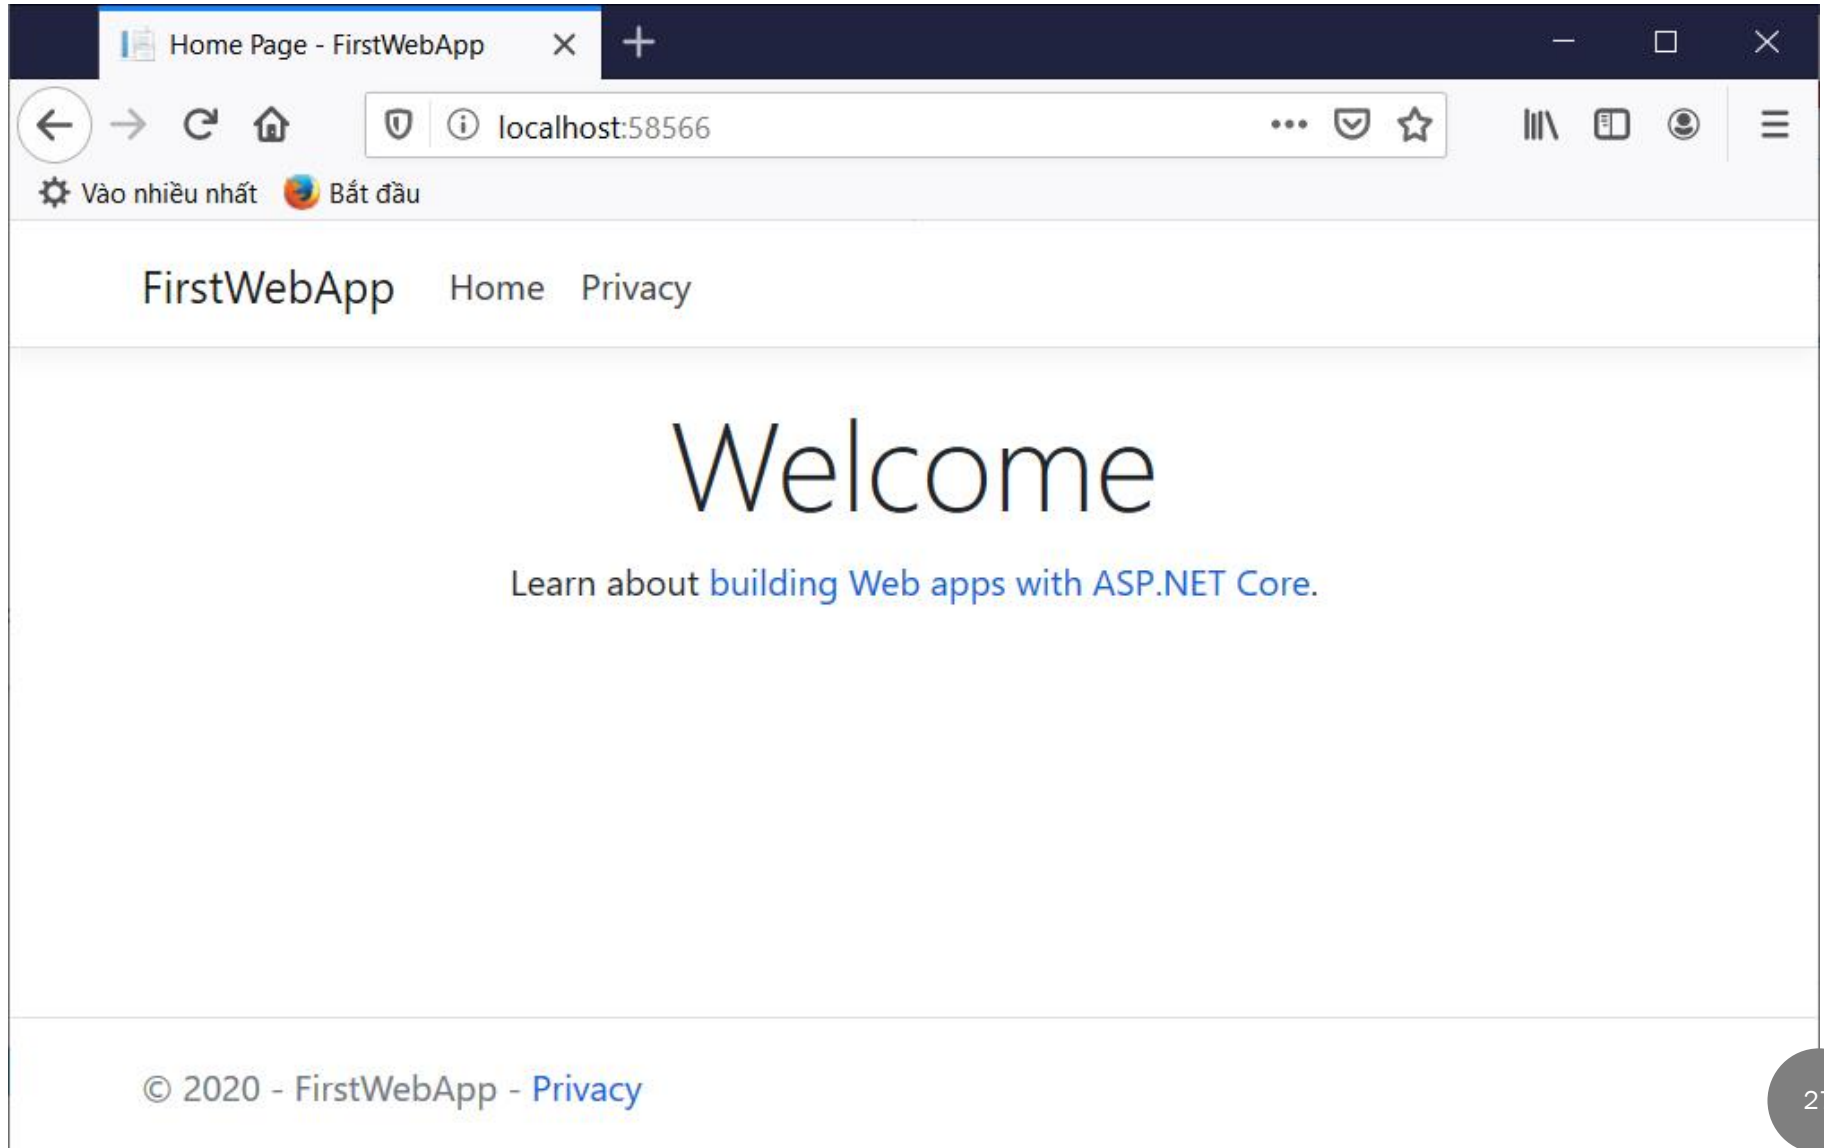 Home Page - FirstWebApp
localhost:58566
Vào nhiều nhất Bắt đầu
FirstWebApp Home Privacy
Welcome
Learn about building Web apps with ASP.NET Core.
© 2020 - FirstWebApp - Privacy